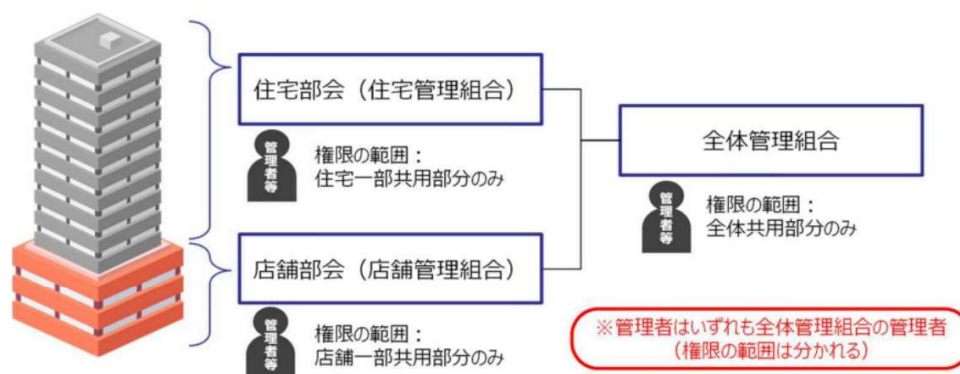 住宅部会（住宅管理組合）
管理者等
権限の範囲：
住宅一部共用部分のみ
店舗部会（店舗管理組合）
管理者等
権限の範囲：
店舗一部共用部分のみ
全体管理組合
管理者等
権限の範囲：
全体共用部分のみ
※管理者はいずれも全体管理組合の管理者
（権限の範囲は分かれる）